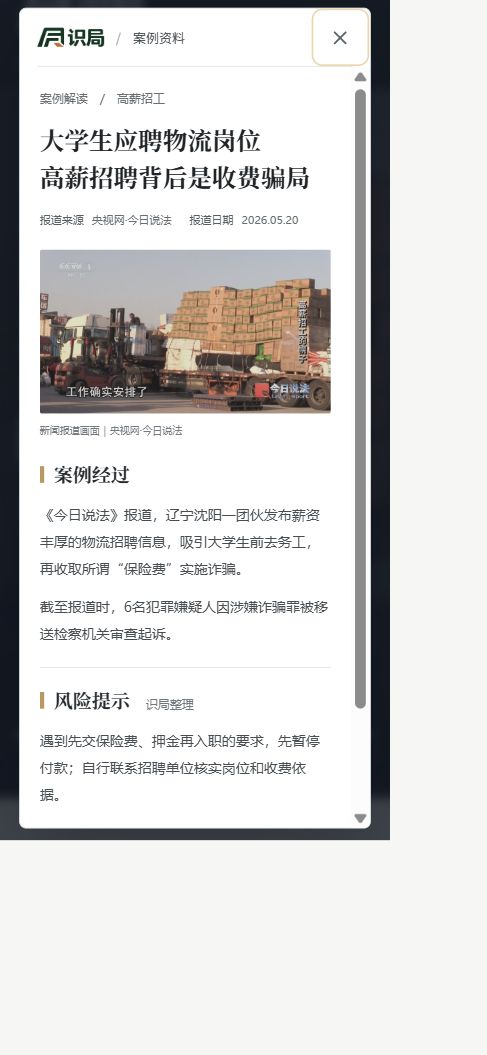 识局 / 案例资料
案例解读 / 高薪招工
大学生应聘物流岗位
高薪招聘背后是收费骗局
报道来源 央视网·今日说法 报道日期 2026.05.20
高薪招工的骗子
工作确实安排了
今日说法
新闻报道画面 | 央视网·今日说法
案例经过
《今日说法》报道，辽宁沈阳一团伙发布薪资
丰厚的物流招聘信息，吸引大学生前去务工，
再收取所谓“保险费”实施诈骗。
截至报道时，6名犯罪嫌疑人因涉嫌诈骗罪被移
送检察机关审查起诉。
风险提示 识局整理
遇到先交保险费、押金再入职的要求，先暂停
付款；自行联系招聘单位核实岗位和收费依
据。